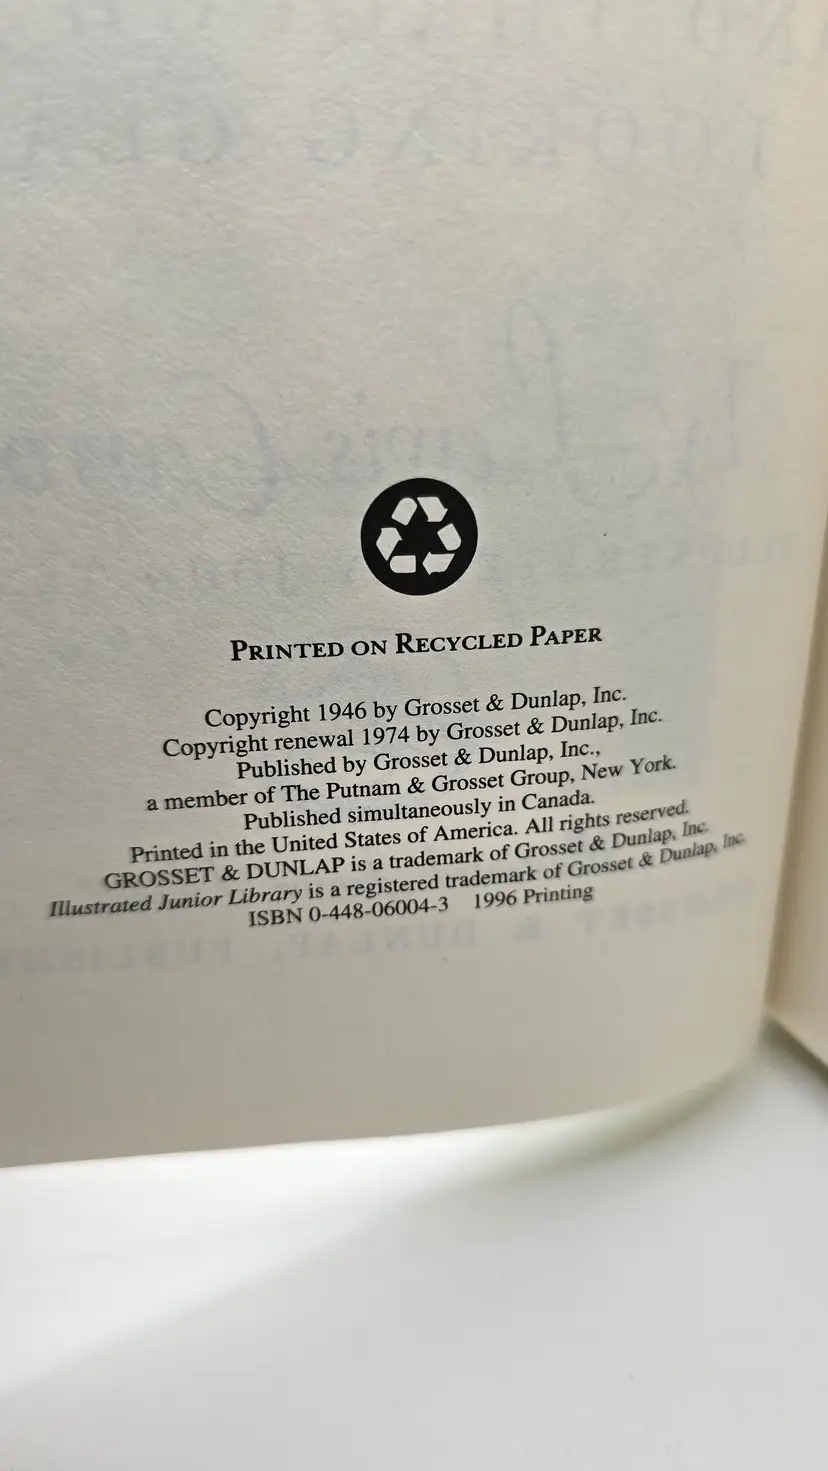 PRINTED ON RECYCLED PAPER
Copyright 1946 by Grosset & Dunlap, Inc.
Copyright renewal 1974 by Grosset & Dunlap, Inc.
Published by Grosset & Dunlap, Inc.,
a member of The Putnam & Grosset Group, New York.
Published simultaneously in Canada.
Printed in the United States of America. All rights reserved.
GROSSET & DUNLAP is a trademark of Grosset & Dunlap, Inc.
Illustrated Junior Library is a registered trademark of Grosset & Dunlap, Inc.
ISBN 0-448-06004-3 1996 Printing